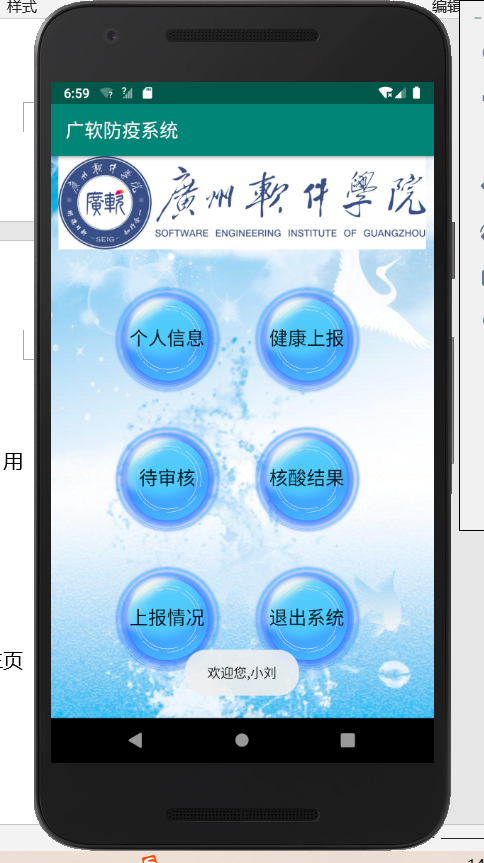 样式
编辑
6:59
广软防疫系统
廣州軟件學院
廣軟
SEIG
SOFTWARE ENGINEERING INSTITUTE OF GUANGZHOU
个人信息
健康上报
待审核
核酸结果
用
上报情况
退出系统
页
欢迎您,小刘